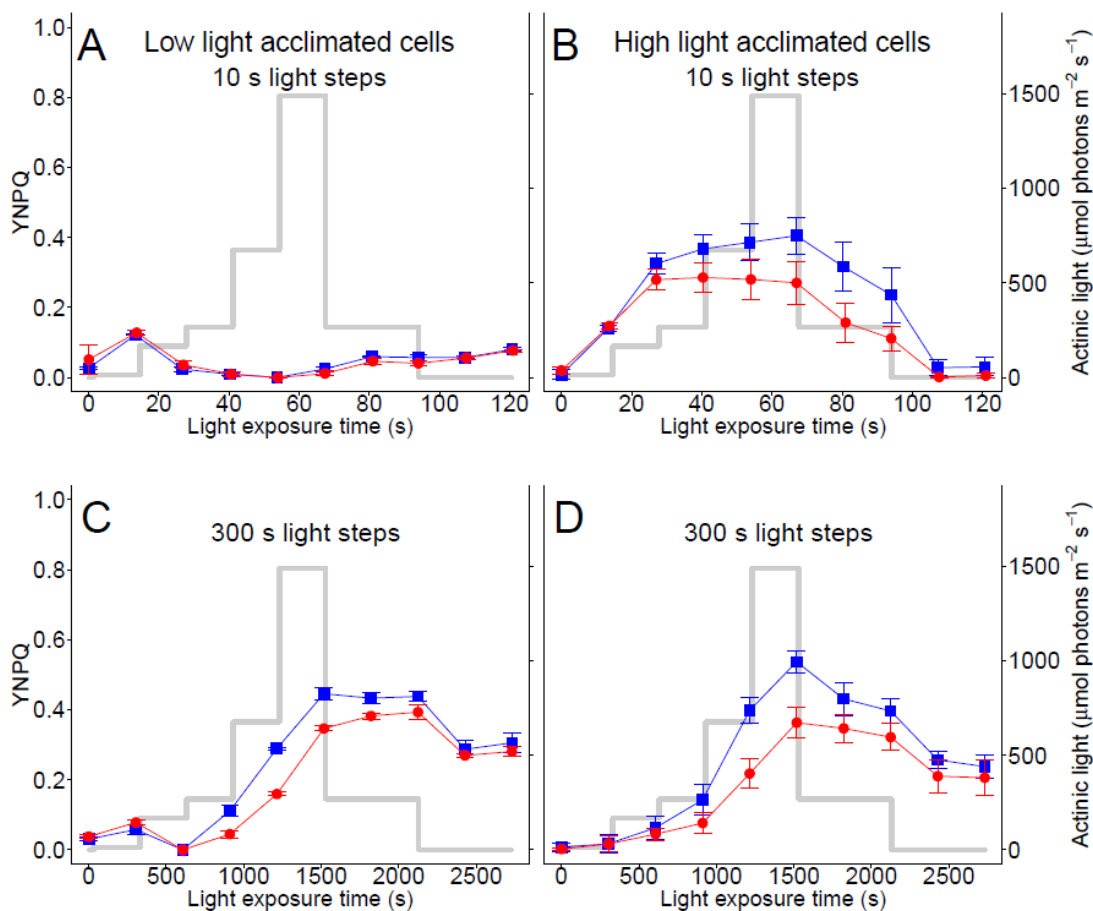 A
Low light acclimated cells
10 s light steps
YNPQ
1.0
0.8
0.6
0.4
0.2
0.0
0 20 40 60 80 100 120
Light exposure time (s)
B
High light acclimated cells
10 s light steps
1500
1000
500
0
Actinic light (µmol photons m⁻² s⁻¹)
0 20 40 60 80 100 120
Light exposure time (s)
C
300 s light steps
YNPQ
1.0
0.8
0.6
0.4
0.2
0.0
0 500 1000 1500 2000 2500
Light exposure time (s)
D
300 s light steps
1500
1000
500
0
Actinic light (µmol photons m⁻² s⁻¹)
0 500 1000 1500 2000 2500
Light exposure time (s)